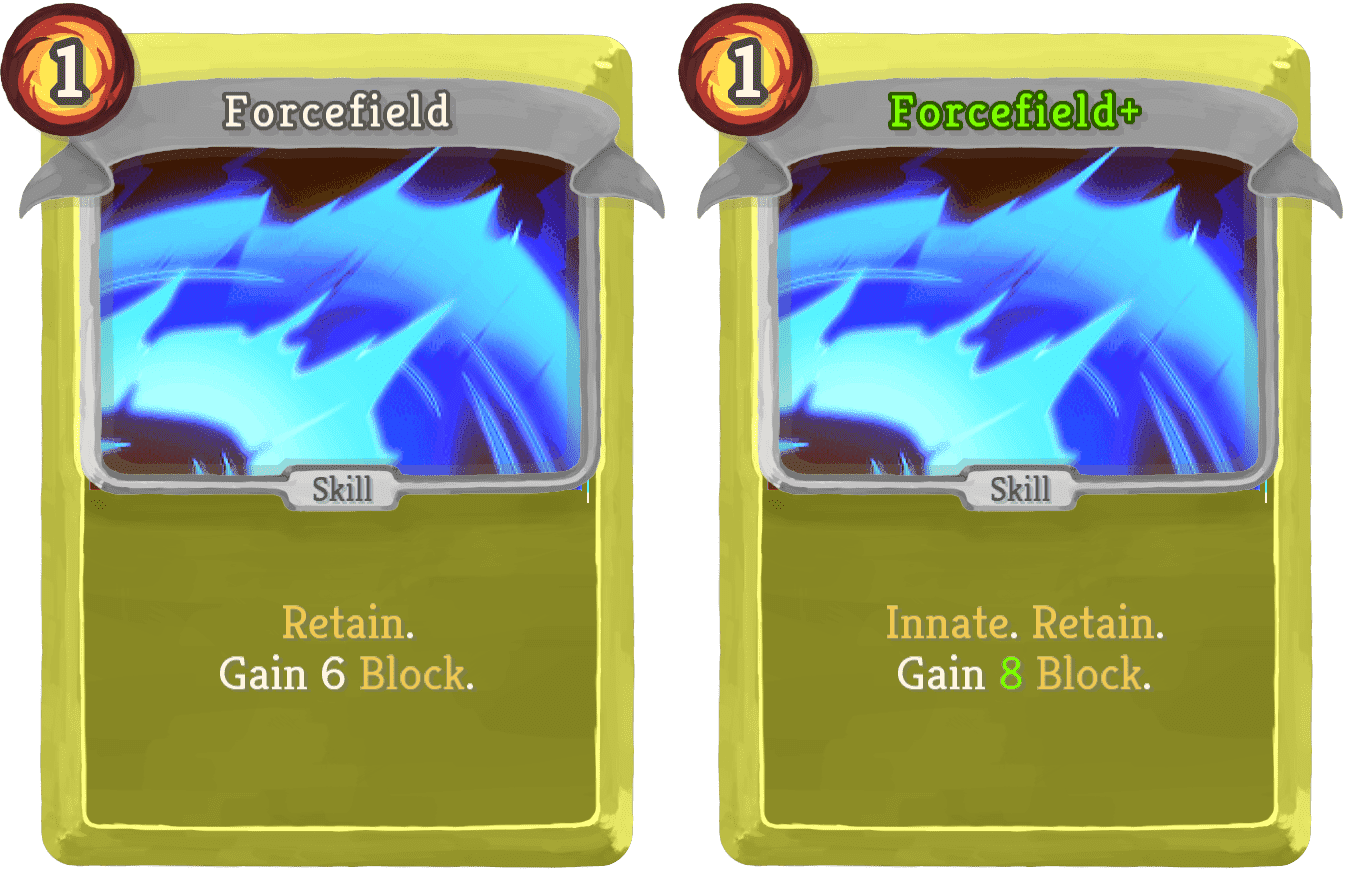 1
Forcefield
Skill
Retain.
Gain 6 Block.
1
Forcefield+
Skill
Innate. Retain.
Gain 8 Block.